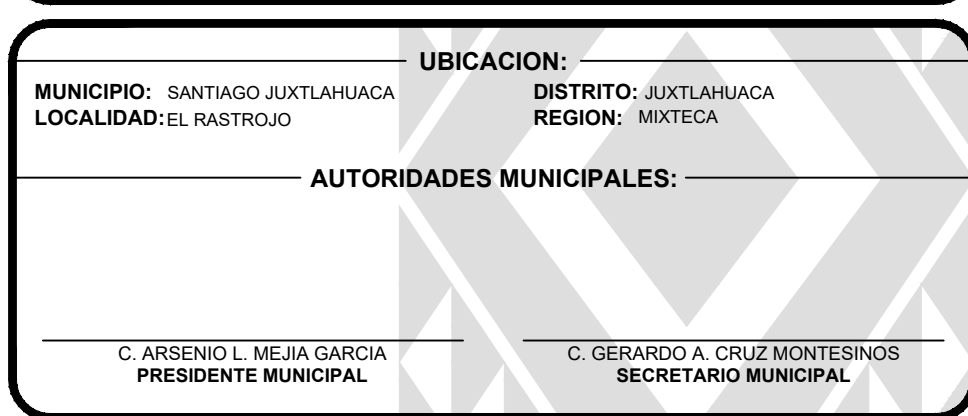 UBICACION:
MUNICIPIO: SANTIAGO JUXTLAHUACA DISTRITO: JUXTLAHUACA
LOCALIDAD: EL RASTROJO REGION: MIXTECA
AUTORIDADES MUNICIPALES:
C. ARSENIO L. MEJIA GARCIA C. GERARDO A. CRUZ MONTESINOS
PRESIDENTE MUNICIPAL SECRETARIO MUNICIPAL